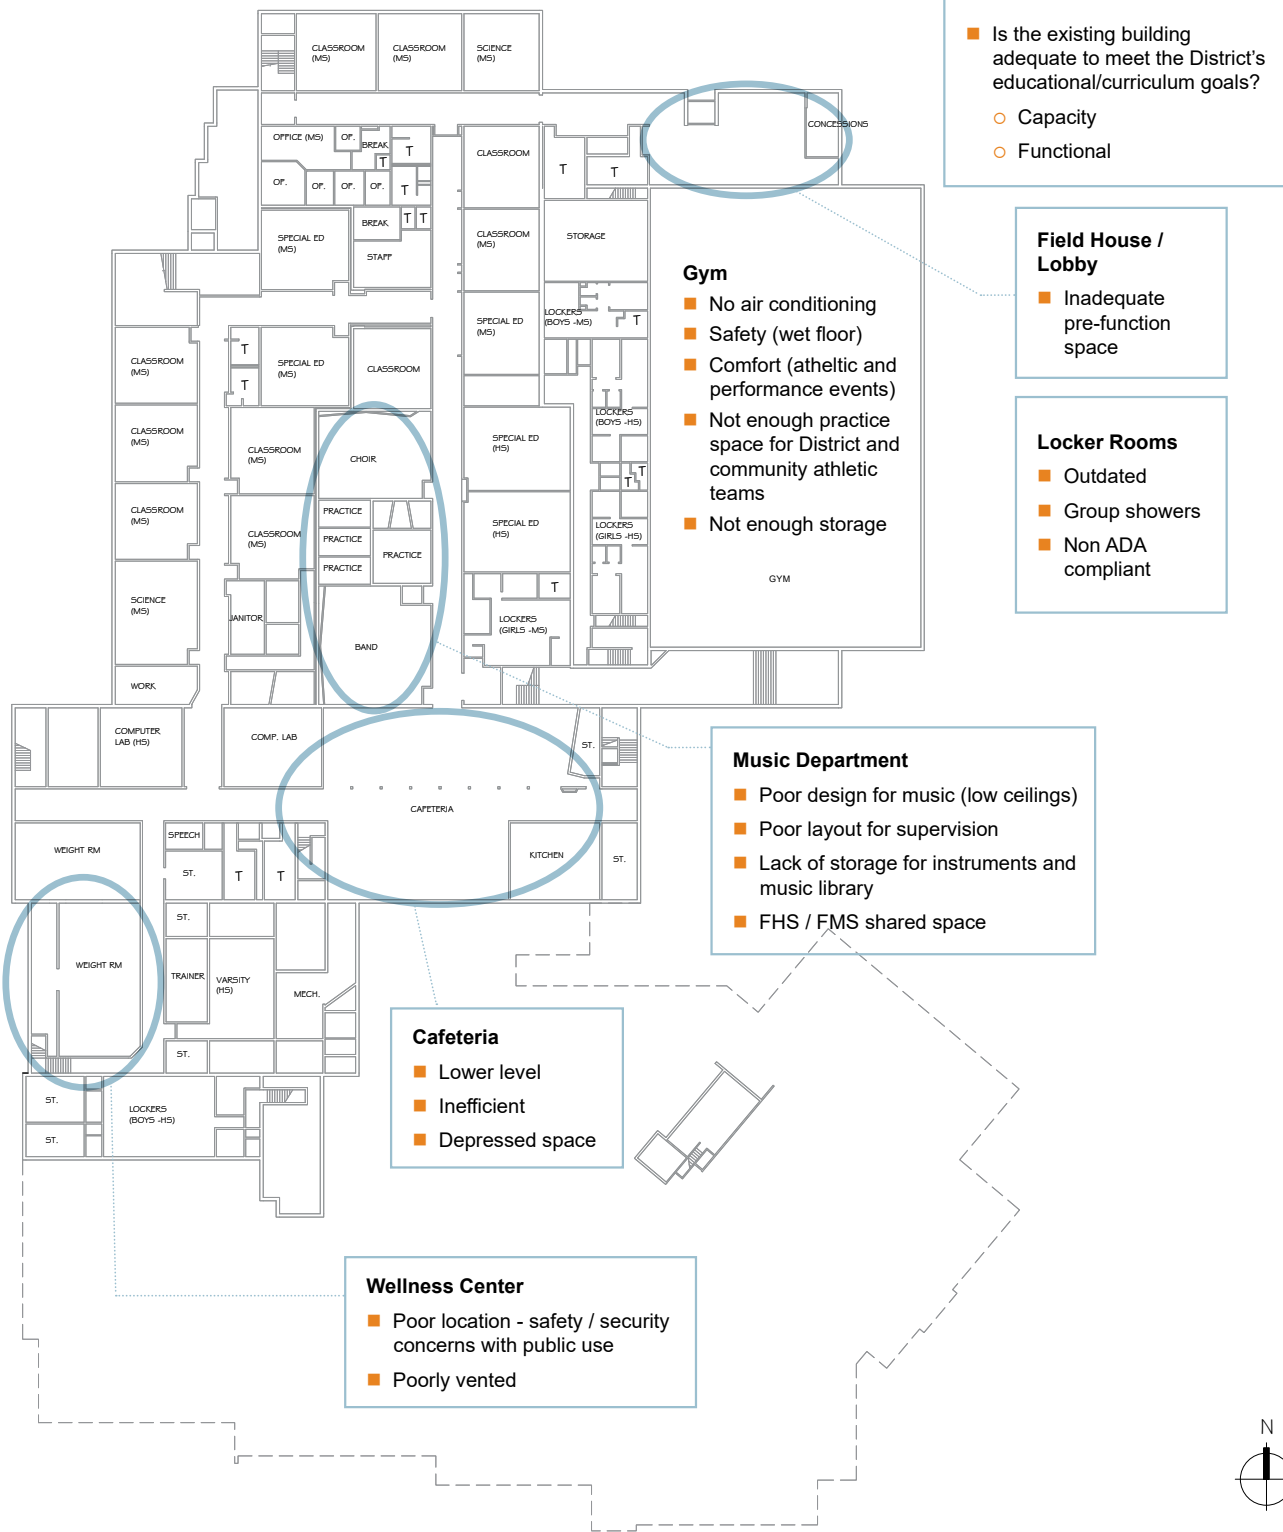 Is the existing building
adequate to meet the District's
educational/curriculum goals?
Capacity
Functional
CLASSROOM
(MS)
CLASSROOM
(MS)
SCIENCE
(MS)
CONCESSIONS
OFFICE (MS)
OF.
BREAK
T
T
OF.
OF.
OF.
OF.
T
CLASSROOM
T
T
BREAK
T
T
SPECIAL ED
(MS)
STAFF
CLASSROOM
(MS)
STORAGE
Field House /
Lobby
Inadequate
pre-function
space
Gym
No air conditioning
Safety (wet floor)
Comfort (atheltic and
performance events)
Not enough practice
space for District and
community athletic
teams
Not enough storage
GYM
LOCKERS
(BOYS -MS)
T
SPECIAL ED
(MS)
CLASSROOM
(MS)
T
T
SPECIAL ED
(MS)
CLASSROOM
Locker Rooms
Outdated
Group showers
Non ADA
compliant
LOCKERS
(BOYS -HS)
CLASSROOM
(MS)
CLASSROOM
(MS)
CHOIR
SPECIAL ED
(HS)
T
T
CLASSROOM
(MS)
CLASSROOM
(MS)
PRACTICE
PRACTICE
PRACTICE
PRACTICE
SPECIAL ED
(HS)
LOCKERS
(GIRLS -HS)
T
SCIENCE
(MS)
JANITOR
BAND
LOCKERS
(GIRLS -MS)
WORK
COMPUTER
LAB (HS)
COMP. LAB
ST.
Music Department
Poor design for music (low ceilings)
Poor layout for supervision
Lack of storage for instruments and
music library
FHS / FMS shared space
CAFETERIA
WEIGHT RM
SPEECH
ST.
T
T
KITCHEN
ST.
ST.
WEIGHT RM
TRAINER
VARSITY
(HS)
MECH.
ST.
Cafeteria
Lower level
Inefficient
Depressed space
ST.
LOCKERS
(BOYS -HS)
ST.
Wellness Center
Poor location - safety / security
concerns with public use
Poorly vented
N